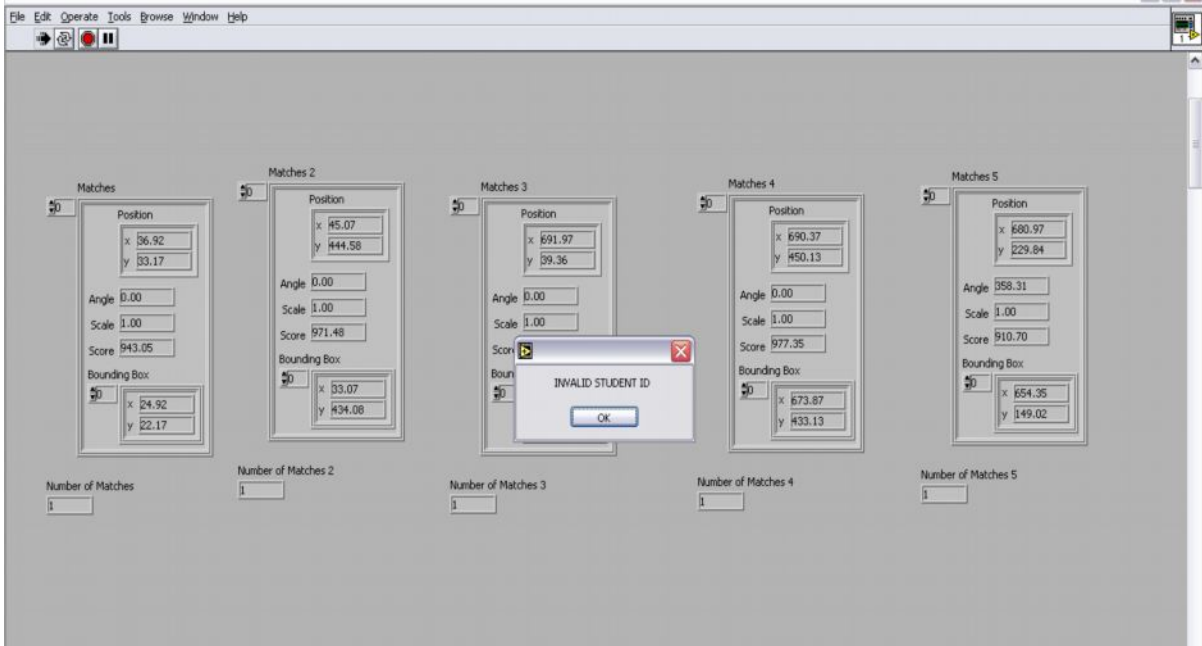 File Edit Operate Tools Browse Window Help
1
Matches
0
Position
x 36.92
y 33.17
Angle 0.00
Scale 1.00
Score 943.05
Bounding Box
0
x 24.92
y 22.17
Number of Matches
1
Matches 2
0
Position
x 45.07
y 444.58
Angle 0.00
Scale 1.00
Score 971.48
Bounding Box
0
x 33.07
y 434.08
Number of Matches 2
1
Matches 3
0
Position
x 691.97
y 39.36
Angle 0.00
Scale 1.00
Scor
Boun
0
INVALID STUDENT ID
OK
Number of Matches 3
1
Matches 4
0
Position
x 690.37
y 450.13
Angle 0.00
Scale 1.00
Score 977.35
Bounding Box
0
x 673.87
y 433.13
Number of Matches 4
1
Matches 5
0
Position
x 680.97
y 229.84
Angle 358.31
Scale 1.00
Score 910.70
Bounding Box
0
x 654.35
y 149.02
Number of Matches 5
1